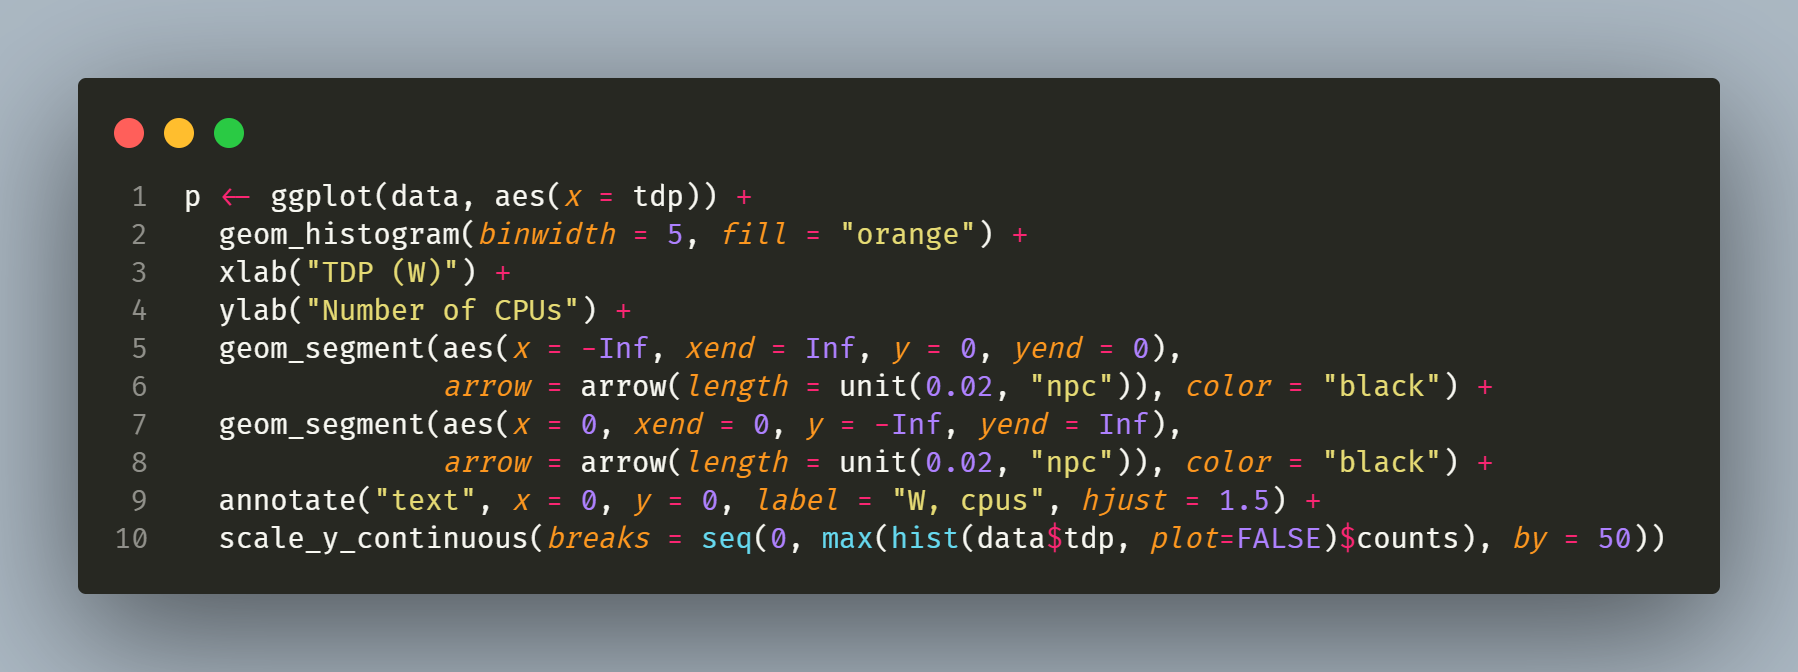 1 p <- ggplot(data, aes(x = tdp)) +
2   geom_histogram(binwidth = 5, fill = "orange") +
3   xlab("TDP (W)") +
4   ylab("Number of CPUs") +
5   geom_segment(aes(x = -Inf, xend = Inf, y = 0, yend = 0),
6                arrow = arrow(length = unit(0.02, "npc")), color = "black") +
7   geom_segment(aes(x = 0, xend = 0, y = -Inf, yend = Inf),
8                arrow = arrow(length = unit(0.02, "npc")), color = "black") +
9   annotate("text", x = 0, y = 0, label = "W, cpus", hjust = 1.5) +
10   scale_y_continuous(breaks = seq(0, max(hist(data$tdp, plot=FALSE)$counts), by = 50))